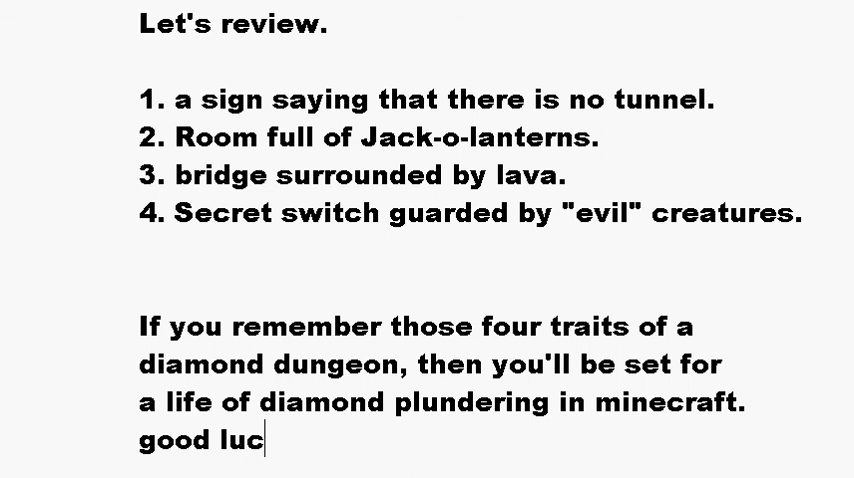 Let's review.
1. a sign saying that there is no tunnel.
2. Room full of Jack-o-lanterns.
3. bridge surrounded by lava.
4. Secret switch guarded by "evil" creatures.
If you remember those four traits of a
diamond dungeon, then you'll be set for
a life of diamond plundering in minecraft.
good luc